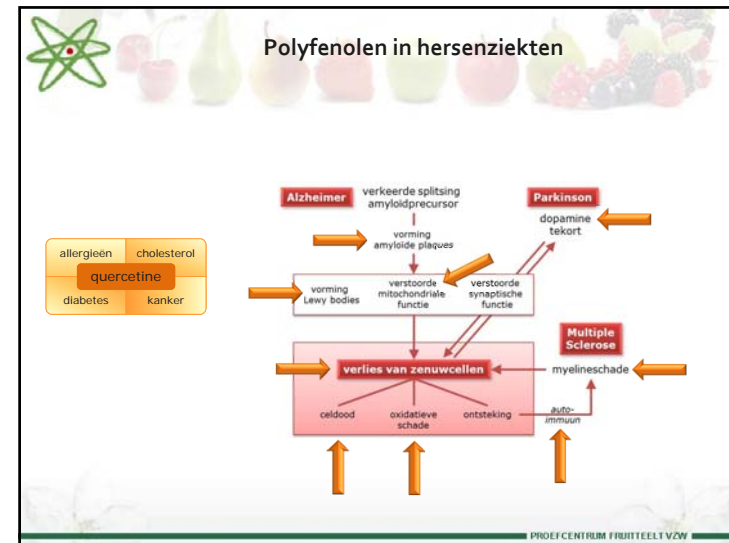 Polyfenolen in hersenziekten
allergieën cholesterol
quercetine
diabetes kanker
Alzheimer
verkeerde splitsing
amyloïdprecursor
vorming
amyloïde plaques
Parkinson
dopamine
tekort
vorming
Lewy bodies
verstoorde
mitochondriale
functie
verstoorde
synaptische
functie
Multiple
Sclerose
verlies van zenuwcellen
myelineschade
celdood
oxidatieve
schade
ontsteking
auto-
immuun
PROEFCENTRUM FRUITTEELT VZW